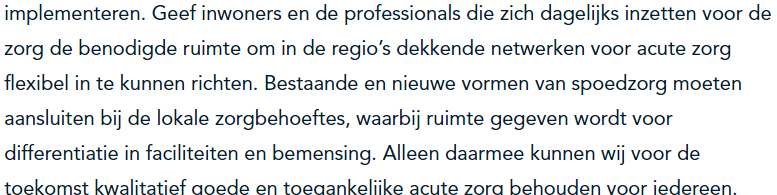 implementeren. Geef inwoners en de professionals die zich dagelijks inzetten voor de
zorg de benodigde ruimte om in de regio's dekkende netwerken voor acute zorg
flexibel in te kunnen richten. Bestaande en nieuwe vormen van spoedzorg moeten
aansluiten bij de lokale zorgbehoeftes, waarbij ruimte gegeven wordt voor
differentiatie in faciliteiten en bemensing. Alleen daarmee kunnen wij voor de
toekomst kwalitatief goede en toegankelijke acute zorg behouden voor iedereen.